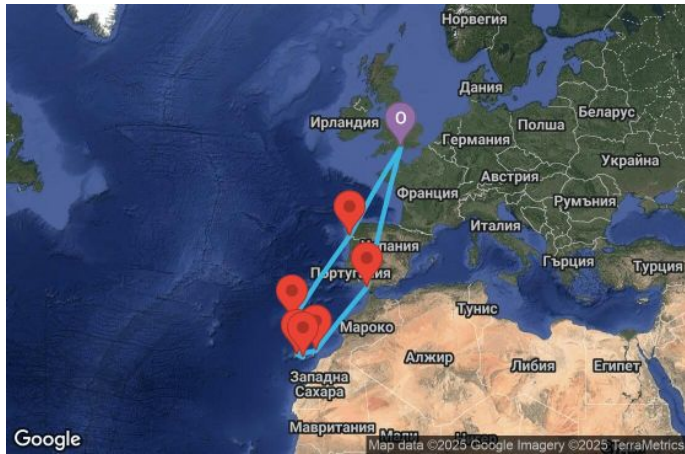 Норвегия
Дания
O
Ирландия
Полша
Беларус
Германия
Украйна
Австрия
Франция
Румъния
Италия
Гърция
Турция
Португалия
Тунис
Мароко
Алжир
Либия
Египет
Западна
Сахара
Мавритания
Мали
Google
Map data ©2025 Google Imagery ©2025 TerraMetrics